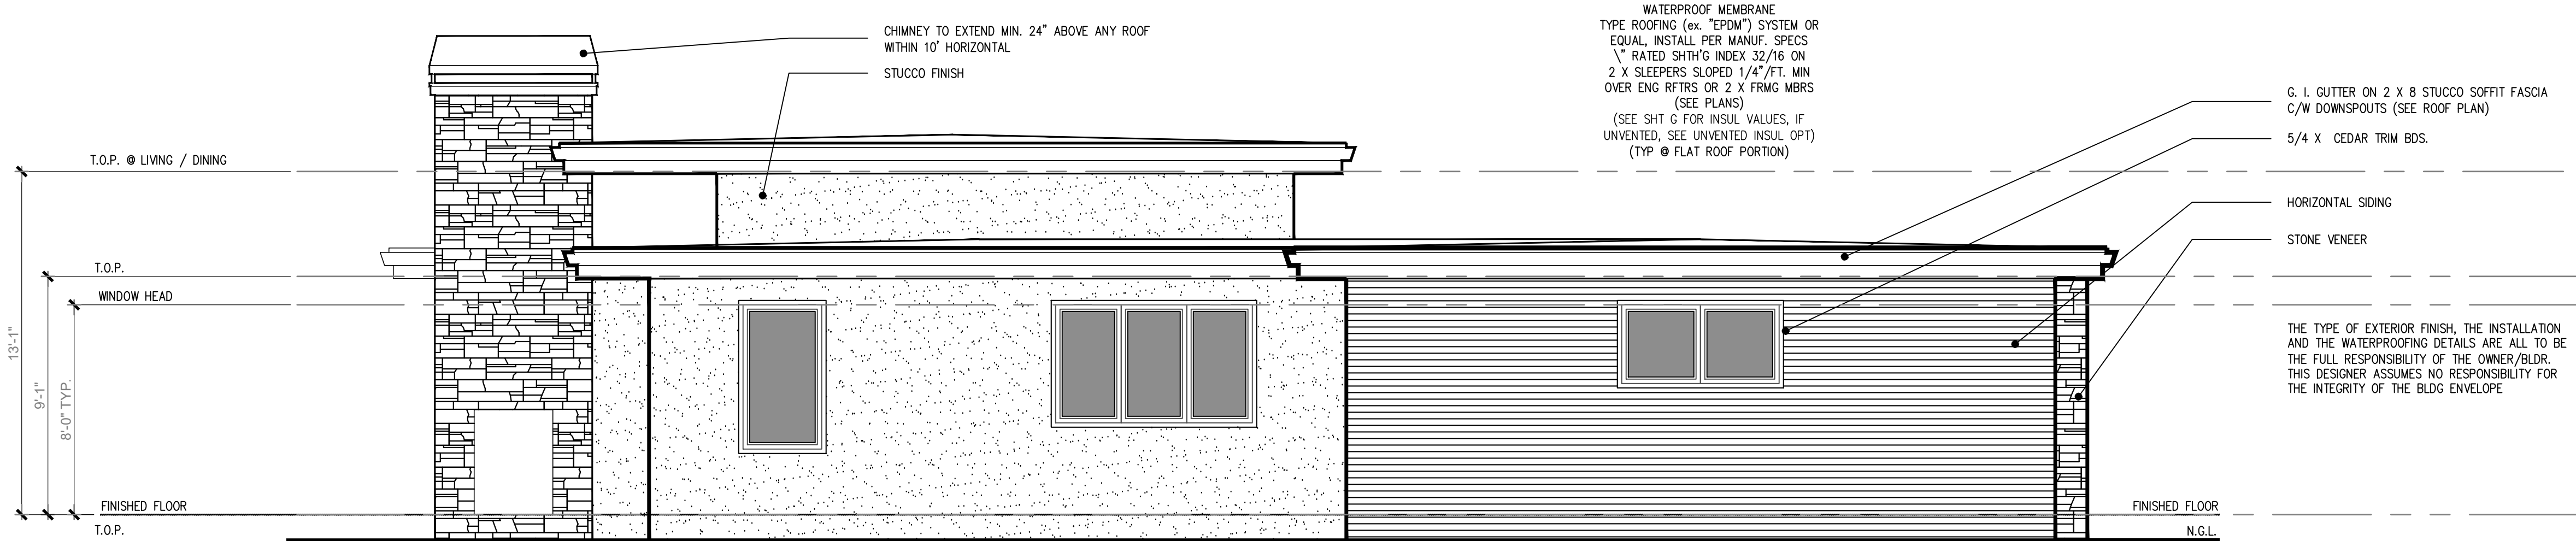 CHIMNEY TO EXTEND MIN. 24" ABOVE ANY ROOF
WITHIN 10' HORIZONTAL
STUCCO FINISH
WATERPROOF MEMBRANE
TYPE ROOFING (ex. "EPDM") SYSTEM OR
EQUAL, INSTALL PER MANUF. SPECS
\" RATED SHTH'G INDEX 32/16 ON
2 X SLEEPERS SLOPED 1/4"/FT. MIN
OVER ENG RFTRS OR 2 X FRMG MBRS
(SEE PLANS)
(SEE SHT G FOR INSUL VALUES, IF
UNVENTED, SEE UNVENTED INSUL OPT)
(TYP @ FLAT ROOF PORTION)
G. I. GUTTER ON 2 X 8 STUCCO SOFFIT FASCIA
C/W DOWNSPOUTS (SEE ROOF PLAN)
5/4 X CEDAR TRIM BDS.
HORIZONTAL SIDING
STONE VENEER
THE TYPE OF EXTERIOR FINISH, THE INSTALLATION
AND THE WATERPROOFING DETAILS ARE ALL TO BE
THE FULL RESPONSIBILITY OF THE OWNER/BLDR.
THIS DESIGNER ASSUMES NO RESPONSIBILITY FOR
THE INTEGRITY OF THE BLDG ENVELOPE
T.O.P. @ LIVING / DINING
T.O.P.
WINDOW HEAD
13'-1"
9'-1"
8'-0" TYP.
FINISHED FLOOR
T.O.P.
FINISHED FLOOR
N.G.L.